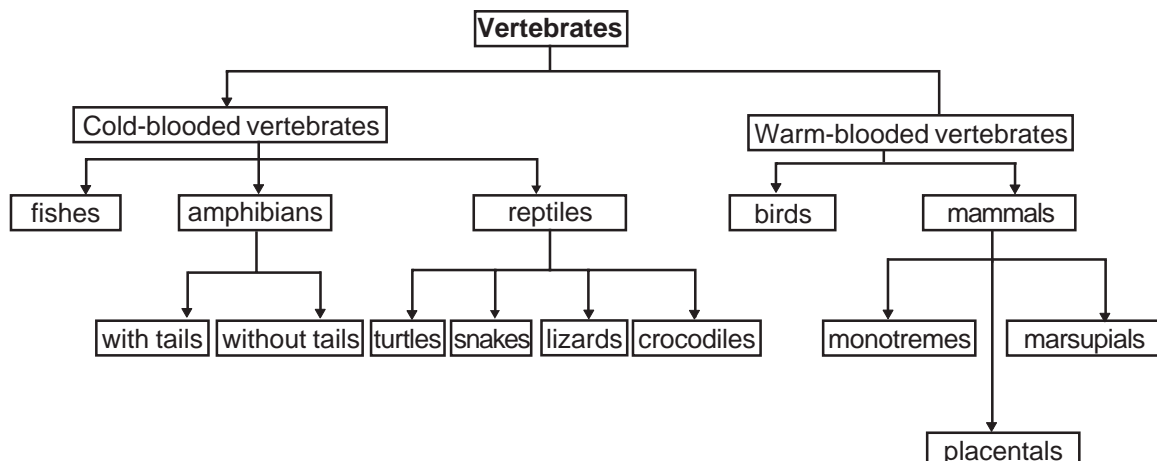 Vertebrates
Cold-blooded vertebrates
Warm-blooded vertebrates
fishes
amphibians
reptiles
birds
mammals
with tails
without tails
turtles
snakes
lizards
crocodiles
monotremes
marsupials
placentals